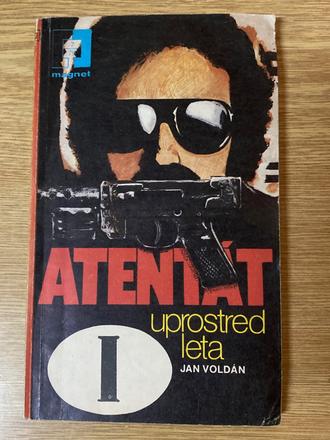 magnet
ATENTÁT
uprostred
leta
JAN VOLDÁN
I